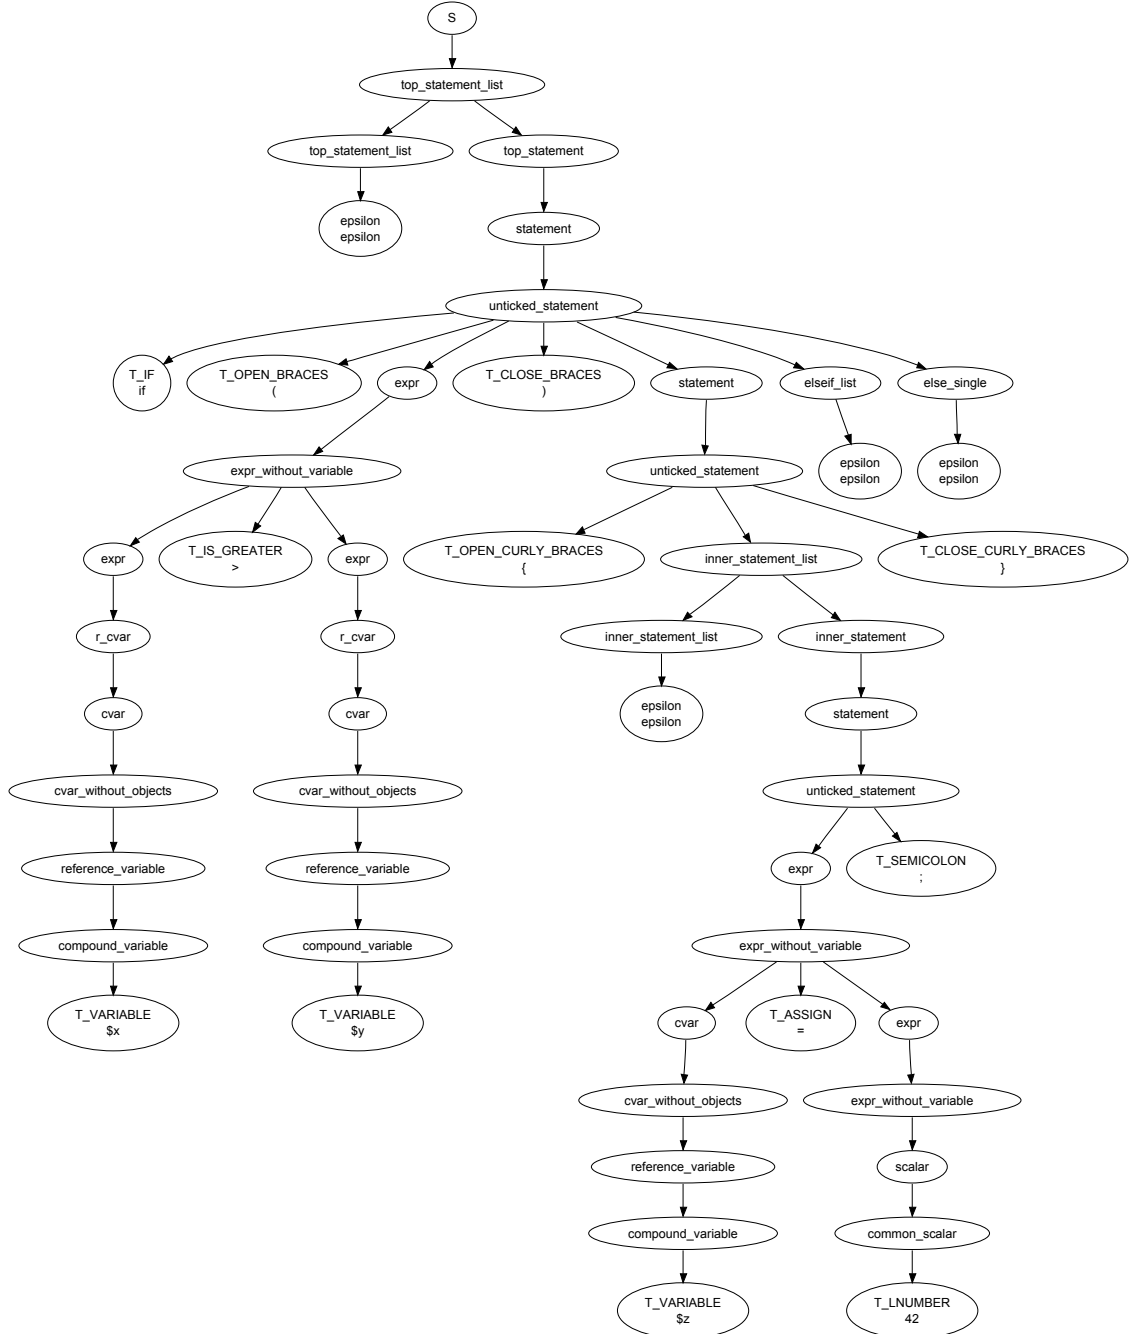 S
top_statement_list
top_statement_list
top_statement
epsilon
epsilon
statement
unticked_statement
T_IF
if
T_OPEN_BRACES
(
expr
T_CLOSE_BRACES
)
statement
elseif_list
else_single
expr_without_variable
unticked_statement
epsilon
epsilon
epsilon
epsilon
expr
T_IS_GREATER
>
expr
T_OPEN_CURLY_BRACES
{
inner_statement_list
T_CLOSE_CURLY_BRACES
}
r_cvar
r_cvar
inner_statement_list
inner_statement
cvar
cvar
epsilon
epsilon
statement
cvar_without_objects
cvar_without_objects
unticked_statement
reference_variable
reference_variable
expr
T_SEMICOLON
;
compound_variable
compound_variable
expr_without_variable
T_VARIABLE
$x
T_VARIABLE
$y
cvar
T_ASSIGN
=
expr
cvar_without_objects
expr_without_variable
reference_variable
scalar
compound_variable
common_scalar
T_VARIABLE
$z
T_LNUMBER
42